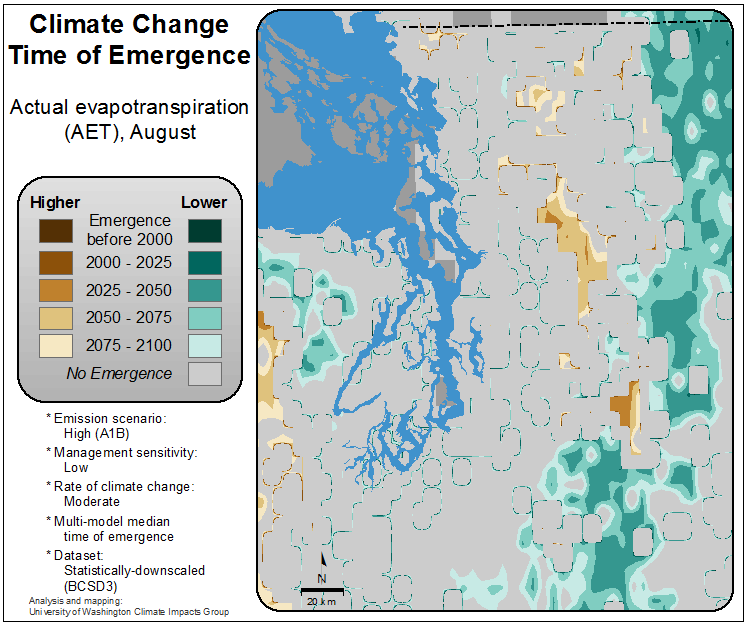 Climate Change
Time of Emergence
Actual evapotranspiration
(AET), August
Higher Lower
Emergence
before 2000
2000 - 2025
2025 - 2050
2050 - 2075
2075 - 2100
No Emergence
* Emission scenario:
High (A1B)
* Management sensitivity:
Low
* Rate of climate change:
Moderate
* Multi-model median
time of emergence
* Dataset:
Statistically-downscaled
(BCSD3)
Analysis and mapping:
University of Washington Climate Impacts Group
N
20 km